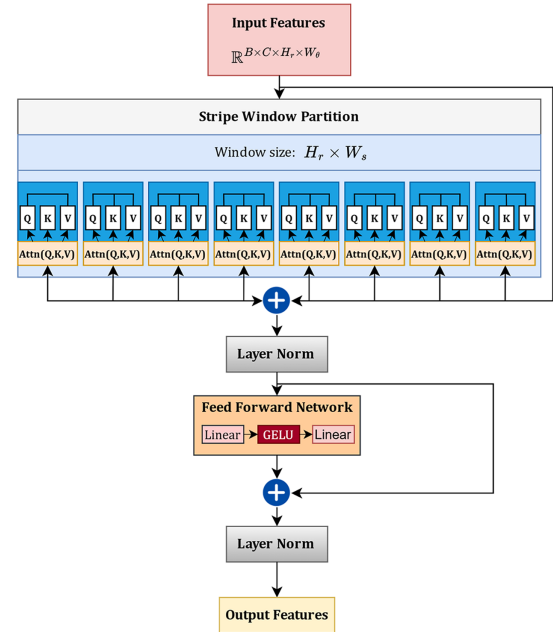 Input Features
ℝ^{B×C×H_r×W_θ}
Stripe Window Partition
Window size: H_r × W_s
Q K V Q K V Q K V Q K V Q K V Q K V Q K V Q K V
Attn(Q,K,V) Attn(Q,K,V) Attn(Q,K,V) Attn(Q,K,V) Attn(Q,K,V) Attn(Q,K,V) Attn(Q,K,V) Attn(Q,K,V)
+
Layer Norm
Feed Forward Network
Linear GELU Linear
+
Layer Norm
Output Features